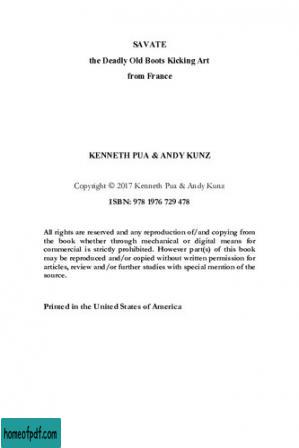 SAVATE
the Deadly Old Boots Kicking Art
from France
KENNETH PUA & ANDY KUNZ
Copyright © 2017 Kenneth Pua & Andy Kunz
ISBN: 978 1976 729 478
All rights are reserved and any reproduction of/and copying from
the book whether through mechanical or digital means for
commercial is strictly prohibited. However part(s) of this book
may be reproduced and/or copied without written permission for
articles, review and/or further studies with special mention of the
source.
Printed in the United States of America
homeofpdf.com